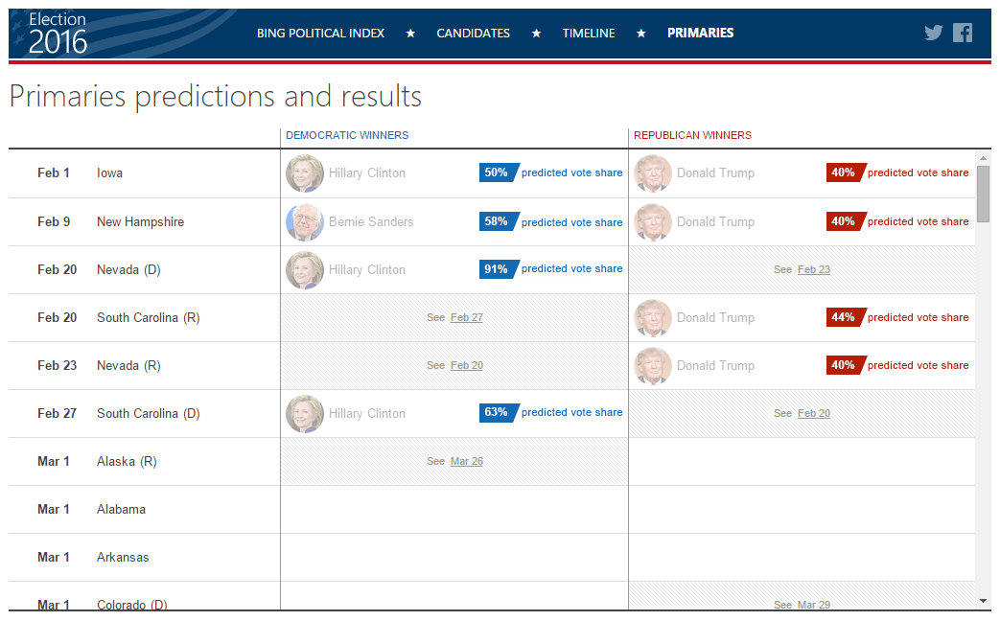 Election
2016
BING POLITICAL INDEX ★ CANDIDATES ★ TIMELINE ★ PRIMARIES
Primaries predictions and results
DEMOCRATIC WINNERS REPUBLICAN WINNERS
Feb 1 Iowa Hillary Clinton 50% predicted vote share Donald Trump 40% predicted vote share
Feb 9 New Hampshire Bernie Sanders 58% predicted vote share Donald Trump 40% predicted vote share
Feb 20 Nevada (D) Hillary Clinton 91% predicted vote share See Feb 23
Feb 20 South Carolina (R) See Feb 27 Donald Trump 44% predicted vote share
Feb 23 Nevada (R) See Feb 20 Donald Trump 40% predicted vote share
Feb 27 South Carolina (D) Hillary Clinton 63% predicted vote share See Feb 20
Mar 1 Alaska (R) See Mar 26
Mar 1 Alabama
Mar 1 Arkansas
Mar 1 Colorado (D) See Mar 29